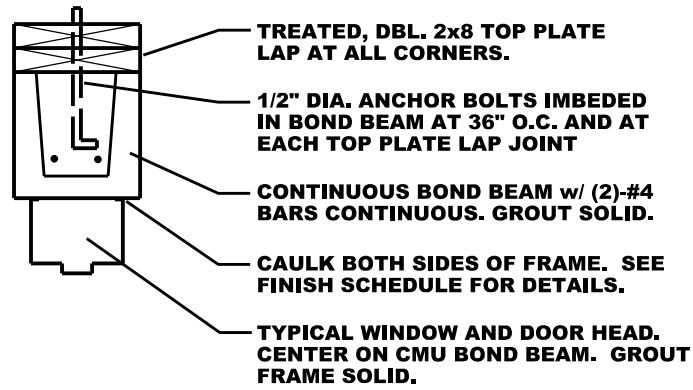 TREATED, DBL. 2x8 TOP PLATE
LAP AT ALL CORNERS.
1/2" DIA. ANCHOR BOLTS IMBEDED
IN BOND BEAM AT 36" O.C. AND AT
EACH TOP PLATE LAP JOINT
CONTINUOUS BOND BEAM w/ (2)-#4
BARS CONTINUOUS. GROUT SOLID.
CAULK BOTH SIDES OF FRAME. SEE
FINISH SCHEDULE FOR DETAILS.
TYPICAL WINDOW AND DOOR HEAD.
CENTER ON CMU BOND BEAM. GROUT
FRAME SOLID.